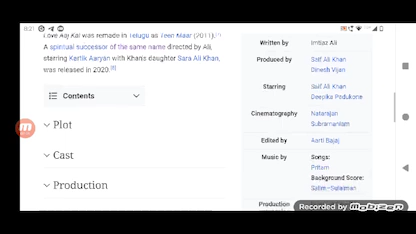 8:21
Love Aaj Kal was remade in Telugu as Teen Maar (2011).
A spiritual successor of the same name directed by Ali,
starring Kartik Aaryan with Khan's daughter Sara Ali Khan,
was released in 2020.
Contents
Plot
Cast
Production
Written by Imtiaz Ali
Produced by Saif Ali Khan
Dinesh Vijan
Starring Saif Ali Khan
Deepika Padukone
Cinematography Natarajan
Subramaniam
Edited by Aarti Bajaj
Music by Songs:
Pritam
Background Score:
Salim–Sulaiman
Production
Recorded by Mobizen